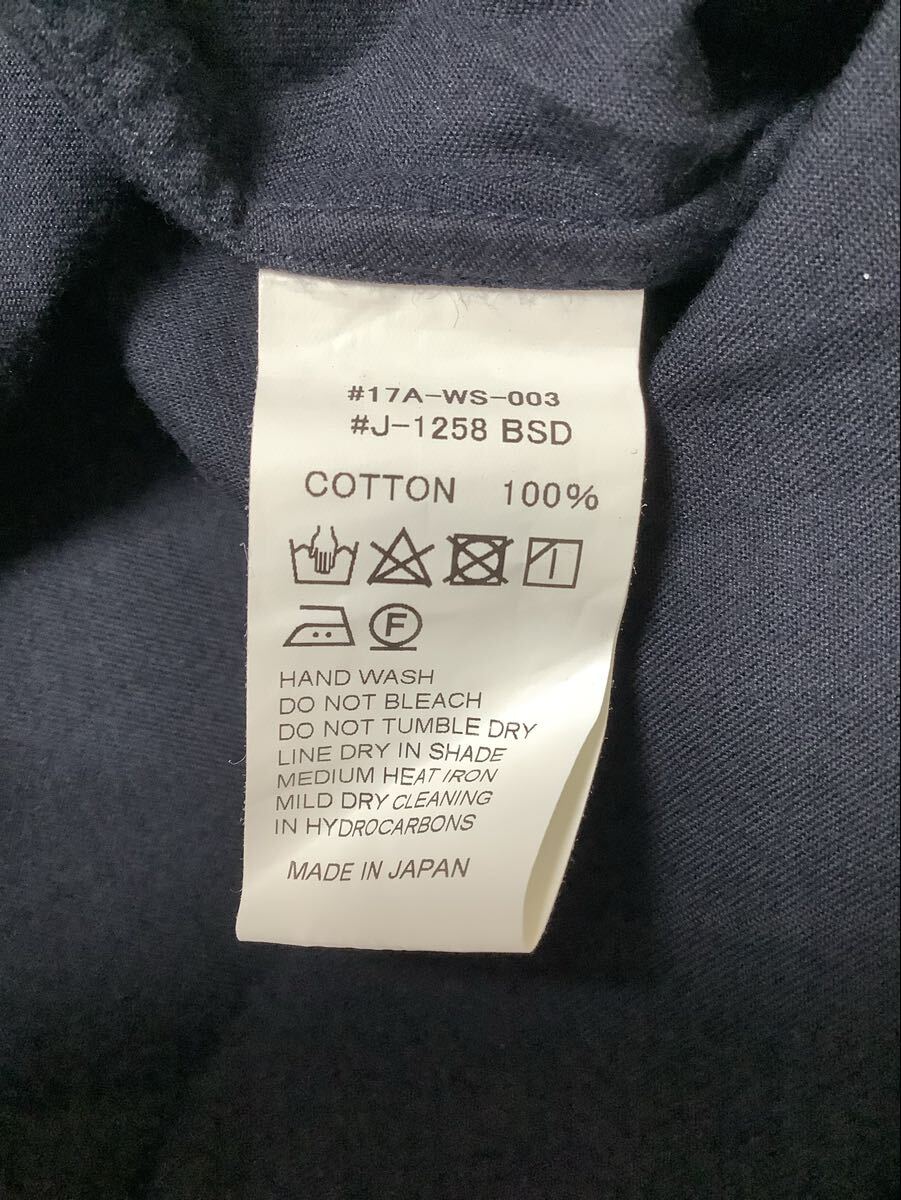 #17A-WS-003
#J-1258 BSD
COTTON 100%
F
HAND WASH
DO NOT BLEACH
DO NOT TUMBLE DRY
LINE DRY IN SHADE
MEDIUM HEAT IRON
MILD DRY CLEANING
IN HYDROCARBONS
MADE IN JAPAN